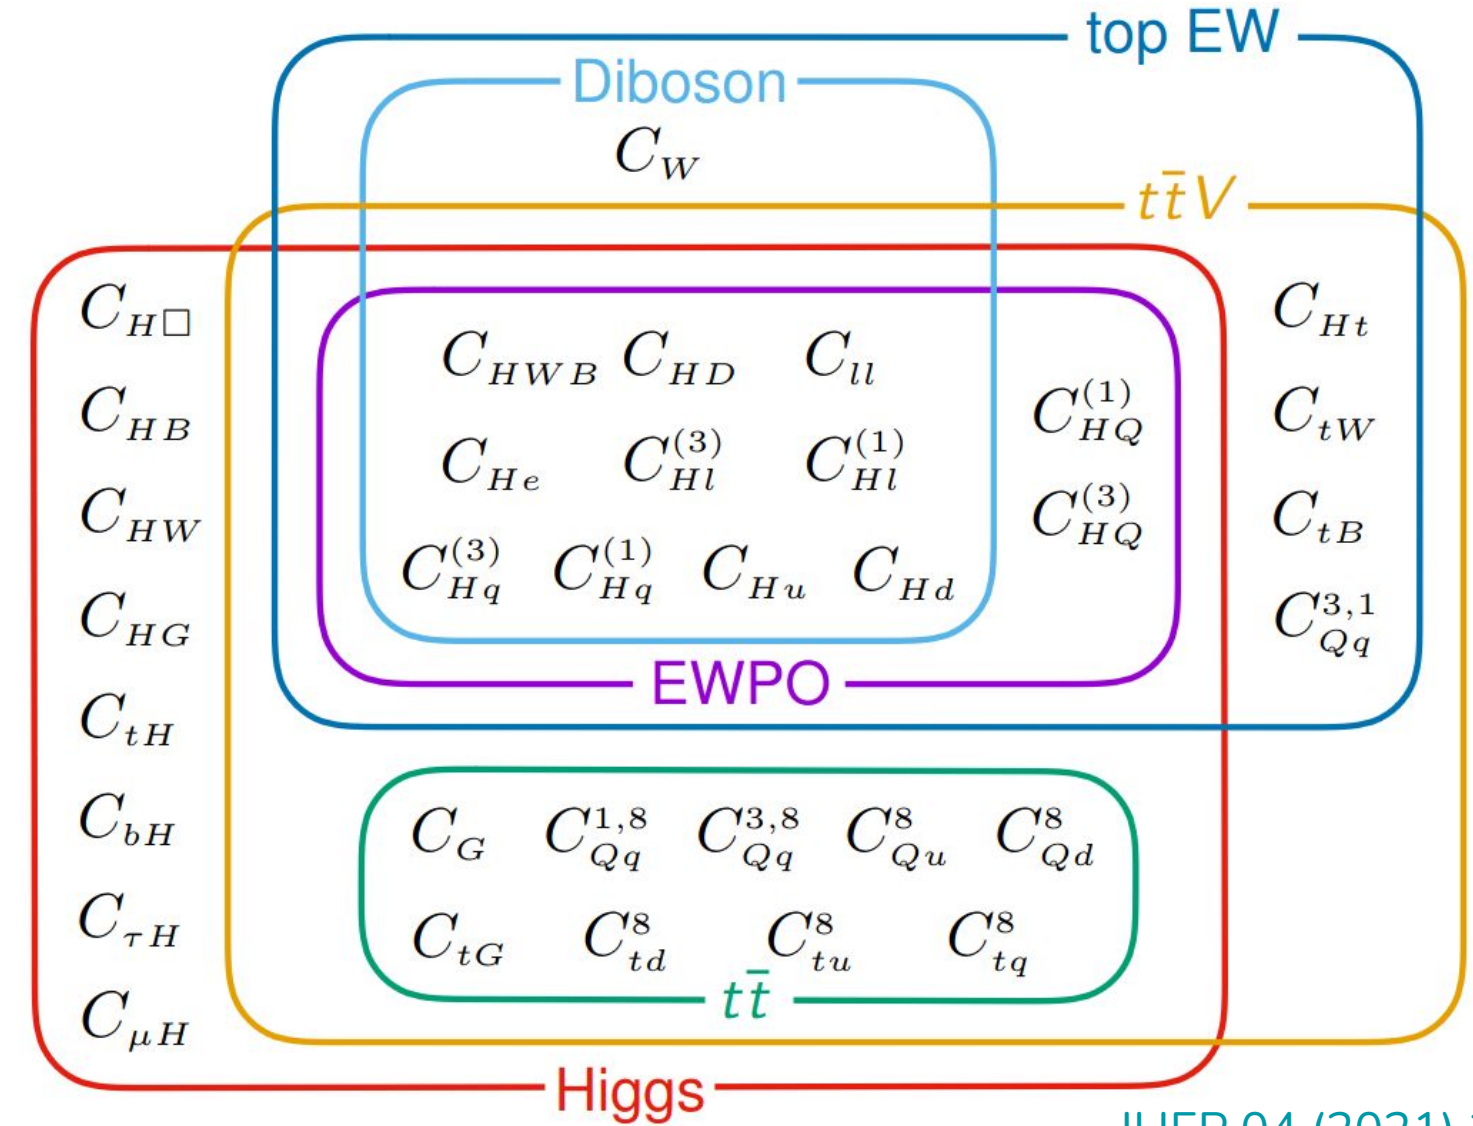 top EW
Diboson
C_W
tt̄V
C_{H□}
C_{HB}
C_{HW}
C_{HG}
C_{tH}
C_{bH}
C_{τH}
C_{μH}
C_{HWB} C_{HD} C_{ll}
C_{He} C_{Hl}^{(3)} C_{Hl}^{(1)}
C_{Hq}^{(3)} C_{Hq}^{(1)} C_{Hu} C_{Hd}
C_{HQ}^{(1)}
C_{HQ}^{(3)}
C_{Ht}
C_{tW}
C_{tB}
C_{Qq}^{3,1}
EWPO
C_G C_{Qq}^{1,8} C_{Qq}^{3,8} C_{Qu}^{8} C_{Qd}^{8}
C_{tG} C_{td}^{8} C_{tu}^{8} C_{tq}^{8}
tt̄
Higgs
JHEP 04 (2021)